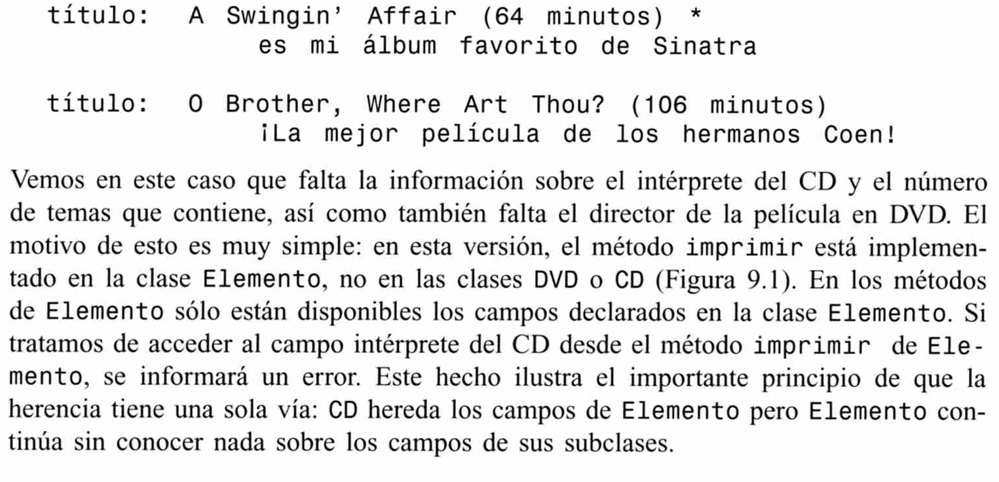 título: A Swingin' Affair (64 minutos) *
es mi álbum favorito de Sinatra
título: O Brother, Where Art Thou? (106 minutos)
¡La mejor película de los hermanos Coen!
Vemos en este caso que falta la información sobre el intérprete del CD y el número
de temas que contiene, así como también falta el director de la película en DVD. El
motivo de esto es muy simple: en esta versión, el método imprimir está implemen-
tado en la clase Elemento, no en las clases DVD o CD (Figura 9.1). En los métodos
de Elemento sólo están disponibles los campos declarados en la clase Elemento. Si
tratamos de acceder al campo intérprete del CD desde el método imprimir de Ele-
mento, se informará un error. Este hecho ilustra el importante principio de que la
herencia tiene una sola vía: CD hereda los campos de Elemento pero Elemento con-
tinúa sin conocer nada sobre los campos de sus subclases.